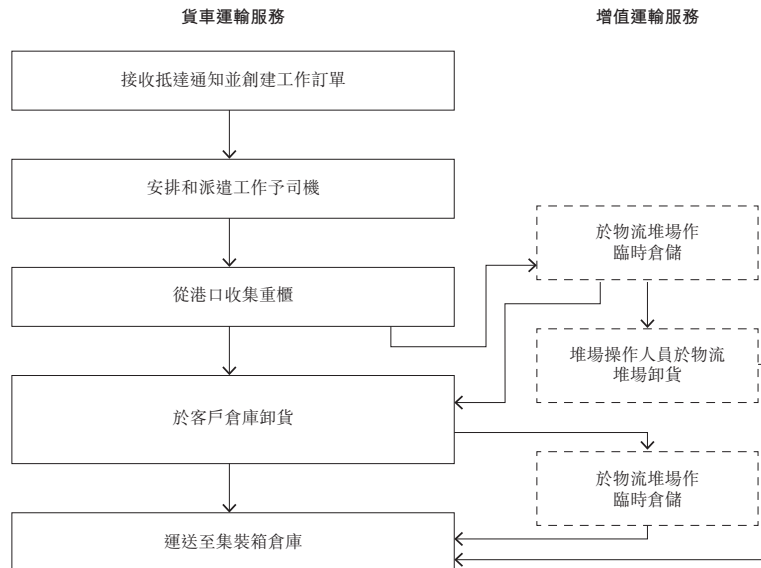 貨車運輸服務
增值運輸服務
接收抵達通知並創建工作訂單
安排和派遣工作予司機
於物流堆場作
臨時倉儲
從港口收集重櫃
堆場操作人員於物流
堆場卸貨
於客戶倉庫卸貨
於物流堆場作
臨時倉儲
運送至集裝箱倉庫